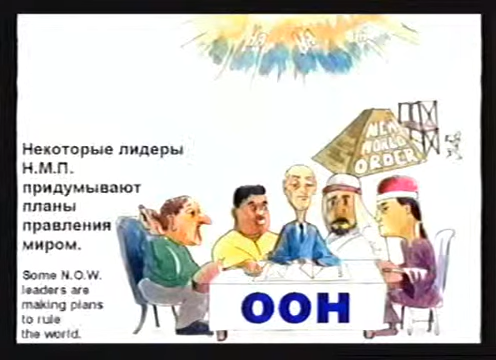 Некоторые лидеры
Н.М.П.
придумывают
планы
правления
миром.
Some N.O.W.
leaders are
making plans
to rule
the world.
NEW
WORLD
ORDER
ООН